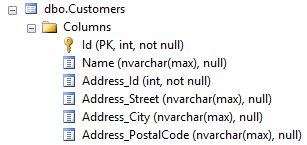 dbo.Customers
Columns
Id (PK, int, not null)
Name (nvarchar(max), null)
Address_Id (int, not null)
Address_Street (nvarchar(max), null)
Address_City (nvarchar(max), null)
Address_PostalCode (nvarchar(max), null)